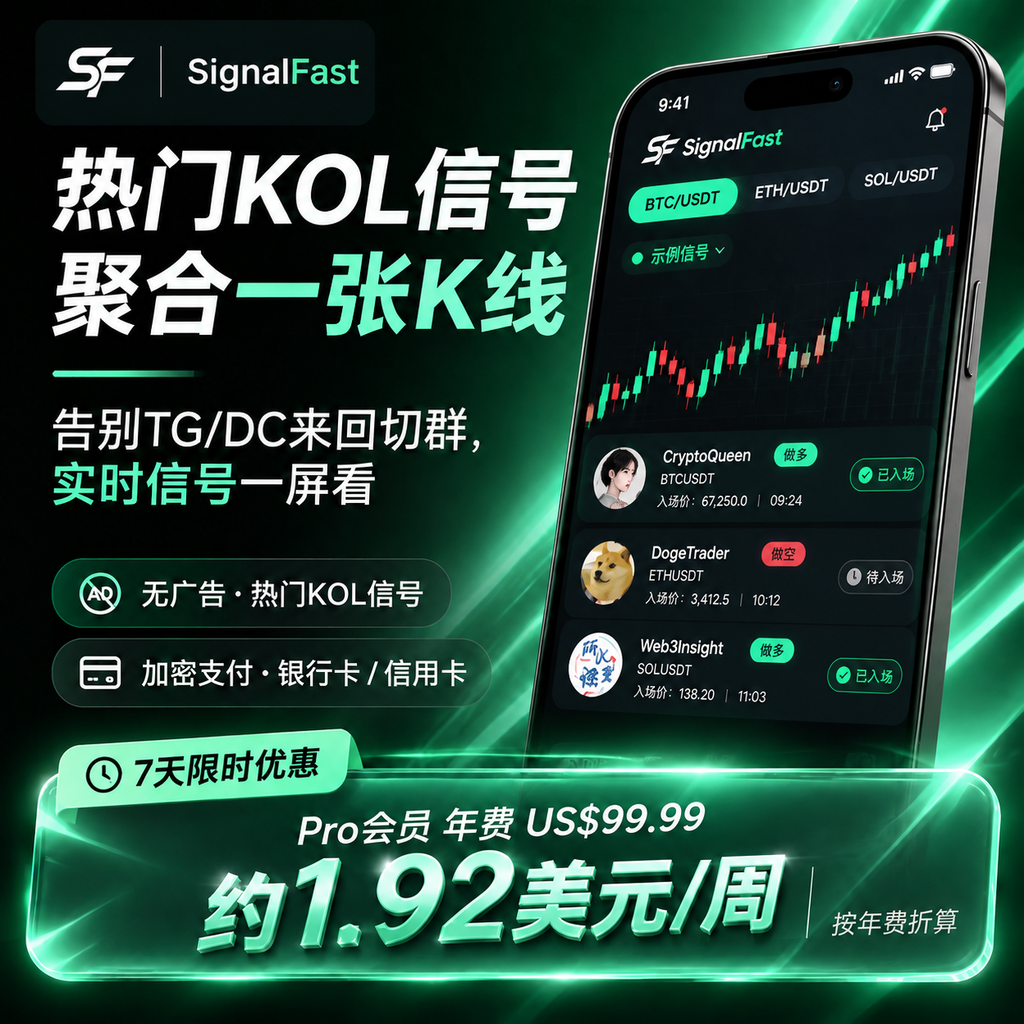 SF | SignalFast
热门KOL信号
聚合一张K线
告别TG/DC来回切群,
实时信号一屏看
AD 无广告·热门KOL信号
加密支付·银行卡 / 信用卡
9:41
SF SignalFast
BTC/USDT ETH/USDT SOL/USDT
示例信号
CryptoQueen 做多
BTCUSDT
入场价: 67,250.0 | 09:24
已入场
DogeTrader 做空
ETHUSDT
入场价: 3,412.5 | 10:12
待入场
Web3Insight 做多
SOLUSDT
入场价: 138.20 | 11:03
已入场
7天限时优惠
Pro会员 年费 US$99.99
约1.92美元/周
按年费折算